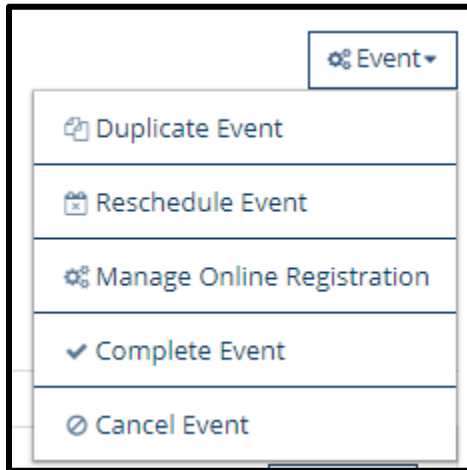 Event
Duplicate Event
Reschedule Event
Manage Online Registration
Complete Event
Cancel Event